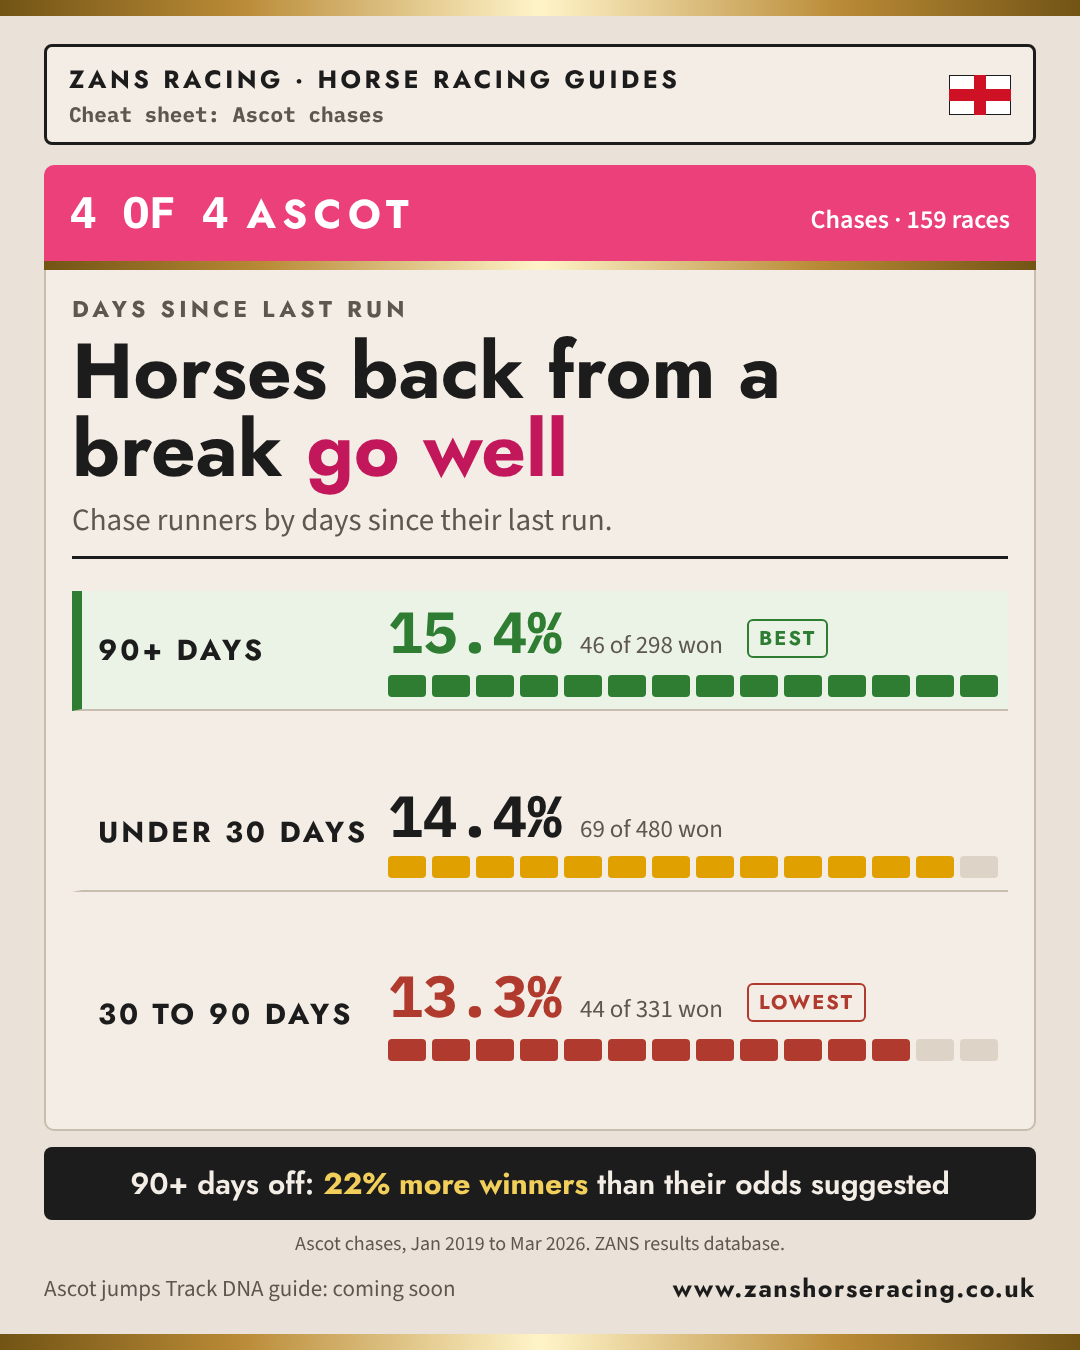 ZANS RACING · HORSE RACING GUIDES
Cheat sheet: Ascot chases
4 OF 4 ASCOT
Chases · 159 races
DAYS SINCE LAST RUN
Horses back from a
break go well
Chase runners by days since their last run.
90+ DAYS
15.4% 46 of 298 won BEST
UNDER 30 DAYS
14.4% 69 of 480 won
30 TO 90 DAYS
13.3% 44 of 331 won LOWEST
90+ days off: 22% more winners than their odds suggested
Ascot chases, Jan 2019 to Mar 2026. ZANS results database.
Ascot jumps Track DNA guide: coming soon
www.zanshorseracing.co.uk